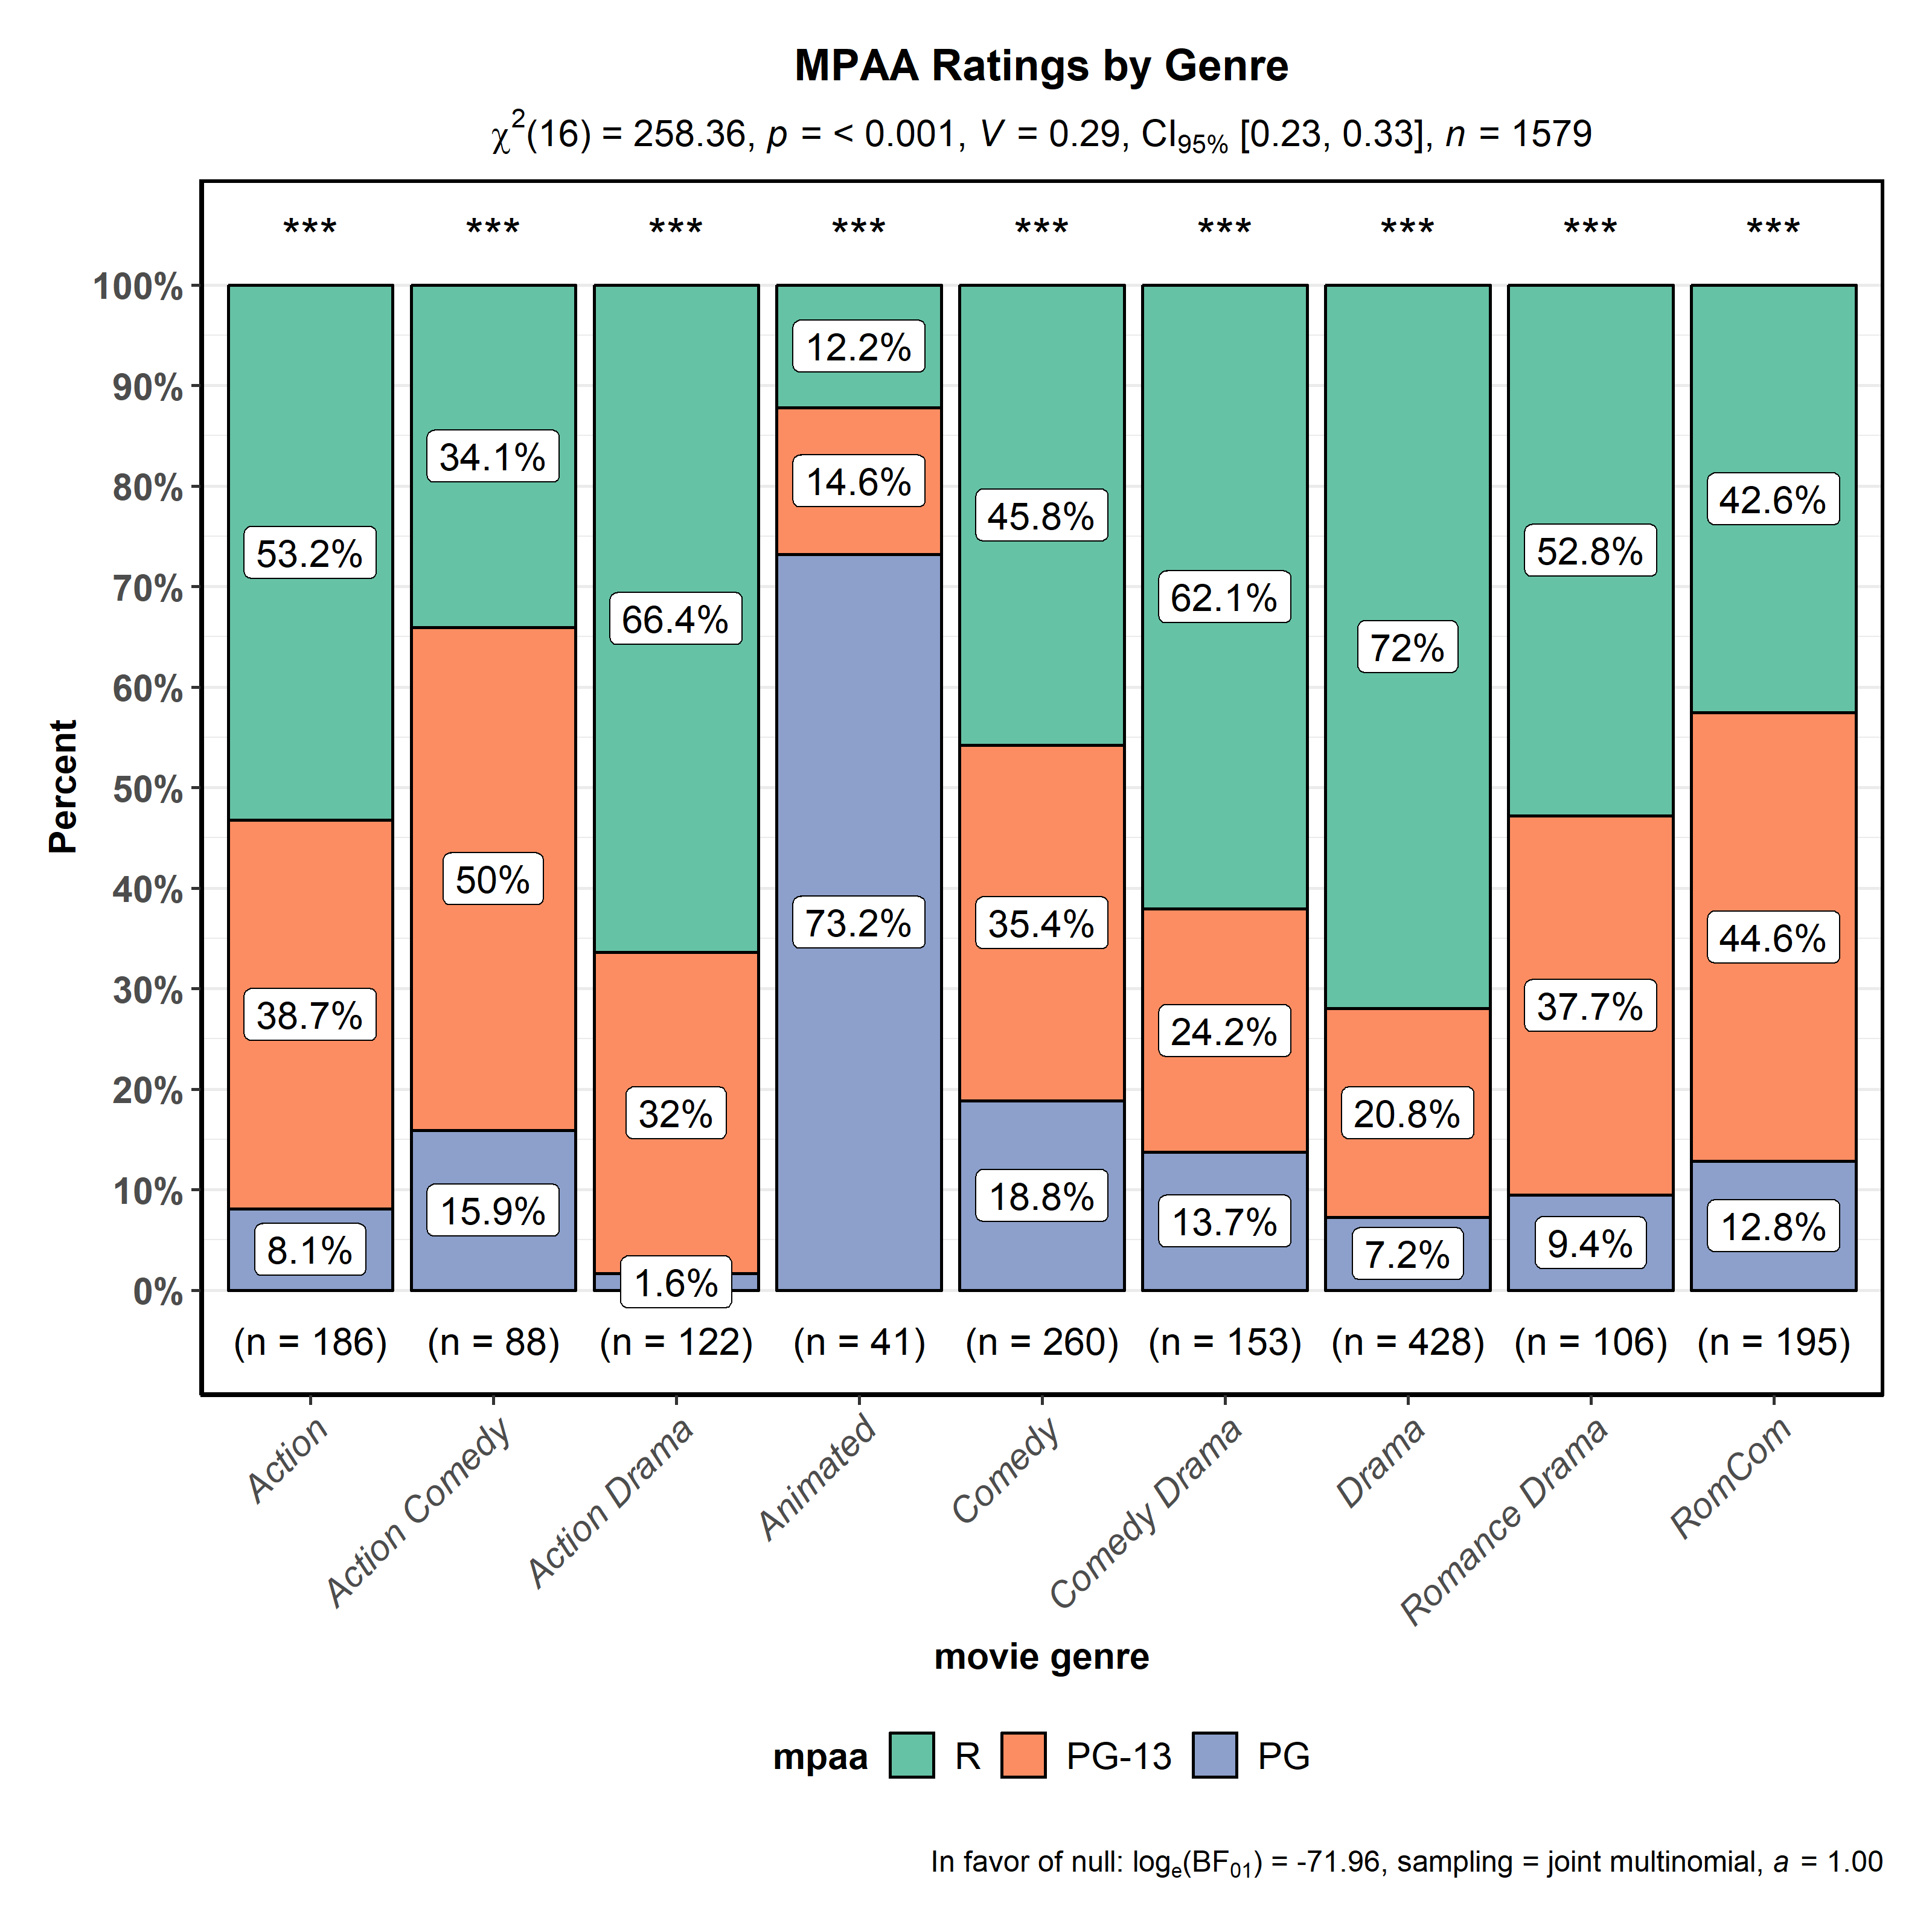 MPAA Ratings by Genre
χ2(16) = 258.36, p = < 0.001, V = 0.29, CI95% [0.23, 0.33], n = 1579
*** *** *** *** *** *** *** *** ***
Percent
100%
90%
80%
70%
60%
50%
40%
30%
20%
10%
0%
53.2% 34.1% 66.4% 12.2% 45.8% 62.1% 72% 52.8% 42.6%
38.7% 50% 32% 14.6% 35.4% 24.2% 20.8% 37.7% 44.6%
8.1% 15.9% 1.6% 73.2% 18.8% 13.7% 7.2% 9.4% 12.8%
(n = 186) (n = 88) (n = 122) (n = 41) (n = 260) (n = 153) (n = 428) (n = 106) (n = 195)
Action
Action Comedy
Action Drama
Animated
Comedy
Comedy Drama
Drama
Romance Drama
RomCom
movie genre
mpaa R PG-13 PG
In favor of null: loge(BF01) = -71.96, sampling = joint multinomial, a = 1.00